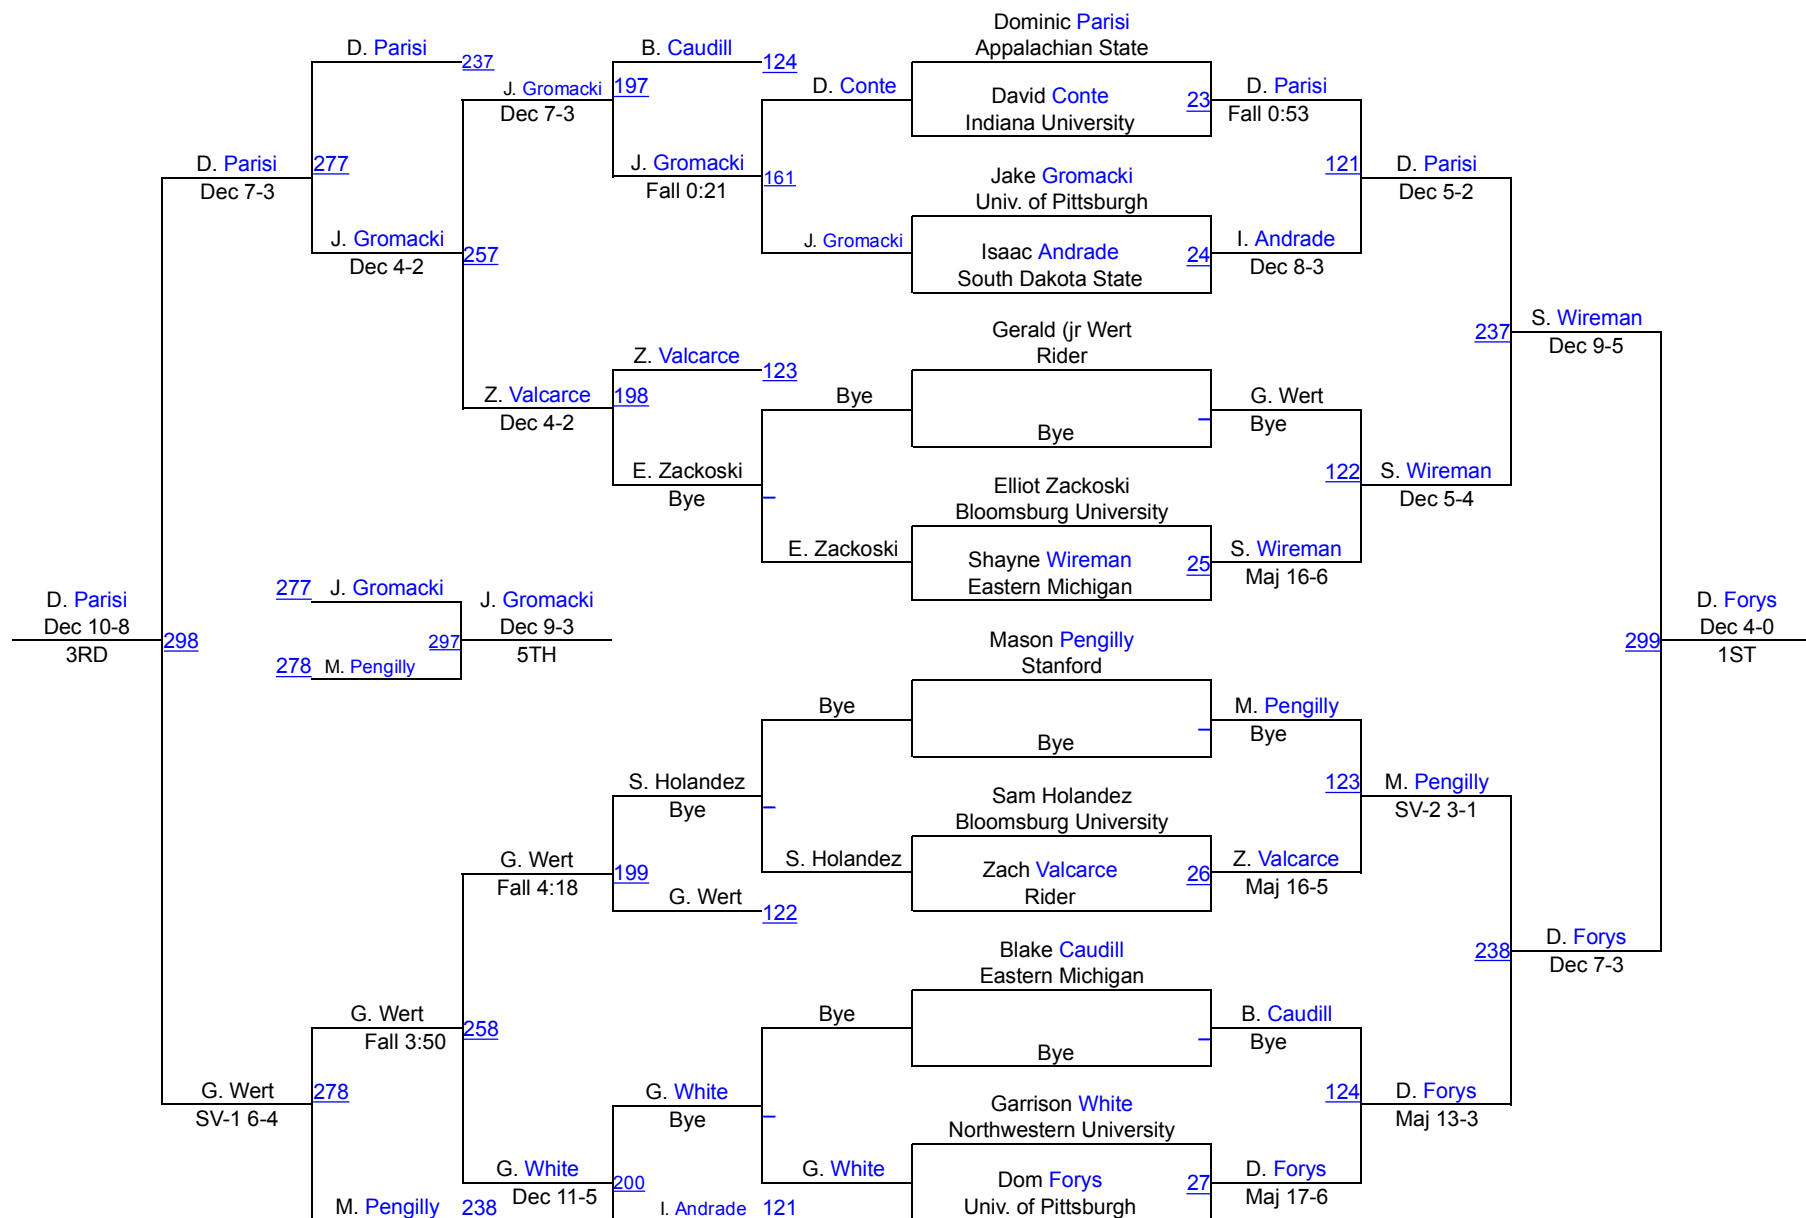 Dominic Parisi
D. Parisi
B. Caudill
Appalachian State
237
124
J. Gromacki
197
D. Conte
David Conte
23
D. Parisi
Dec 7-3
Indiana University
Fall 0:53
D. Parisi
277
J. Gromacki
161
Jake Gromacki
121
D. Parisi
Dec 7-3
Fall 0:21
Univ. of Pittsburgh
Dec 5-2
J. Gromacki
257
J. Gromacki
Isaac Andrade
24
I. Andrade
Dec 4-2
South Dakota State
Dec 8-3
Gerald (jr Wert
237
S. Wireman
Rider
Dec 9-5
Z. Valcarce
123
Z. Valcarce
198
Bye
G. Wert
Dec 4-2
Bye
Bye
E. Zackoski
Elliot Zackoski
122
S. Wireman
Bye
Bloomsburg University
Dec 5-4
E. Zackoski
Shayne Wireman
25
S. Wireman
Eastern Michigan
Maj 16-6
277
J. Gromacki
D. Parisi
J. Gromacki
D. Forys
Dec 10-8
298
297
Dec 9-3
Mason Pengilly
299
Dec 4-0
3RD
278
M. Pengilly
5TH
Stanford
1ST
Bye
M. Pengilly
Bye
Bye
S. Holandez
Sam Holandez
123
M. Pengilly
Bye
Bloomsburg University
SV-2 3-1
G. Wert
199
S. Holandez
Zach Valcarce
26
Z. Valcarce
Fall 4:18
Rider
Maj 16-5
G. Wert
122
Blake Caudill
238
D. Forys
Eastern Michigan
Dec 7-3
G. Wert
258
Bye
B. Caudill
Fall 3:50
Bye
Bye
G. Wert
278
G. White
Garrison White
124
D. Forys
SV-1 6-4
Bye
Northwestern University
Maj 13-3
G. White
200
G. White
Dom Forys
27
D. Forys
Dec 11-5
Univ. of Pittsburgh
Maj 17-6
M. Pengilly
238
I. Andrade
121